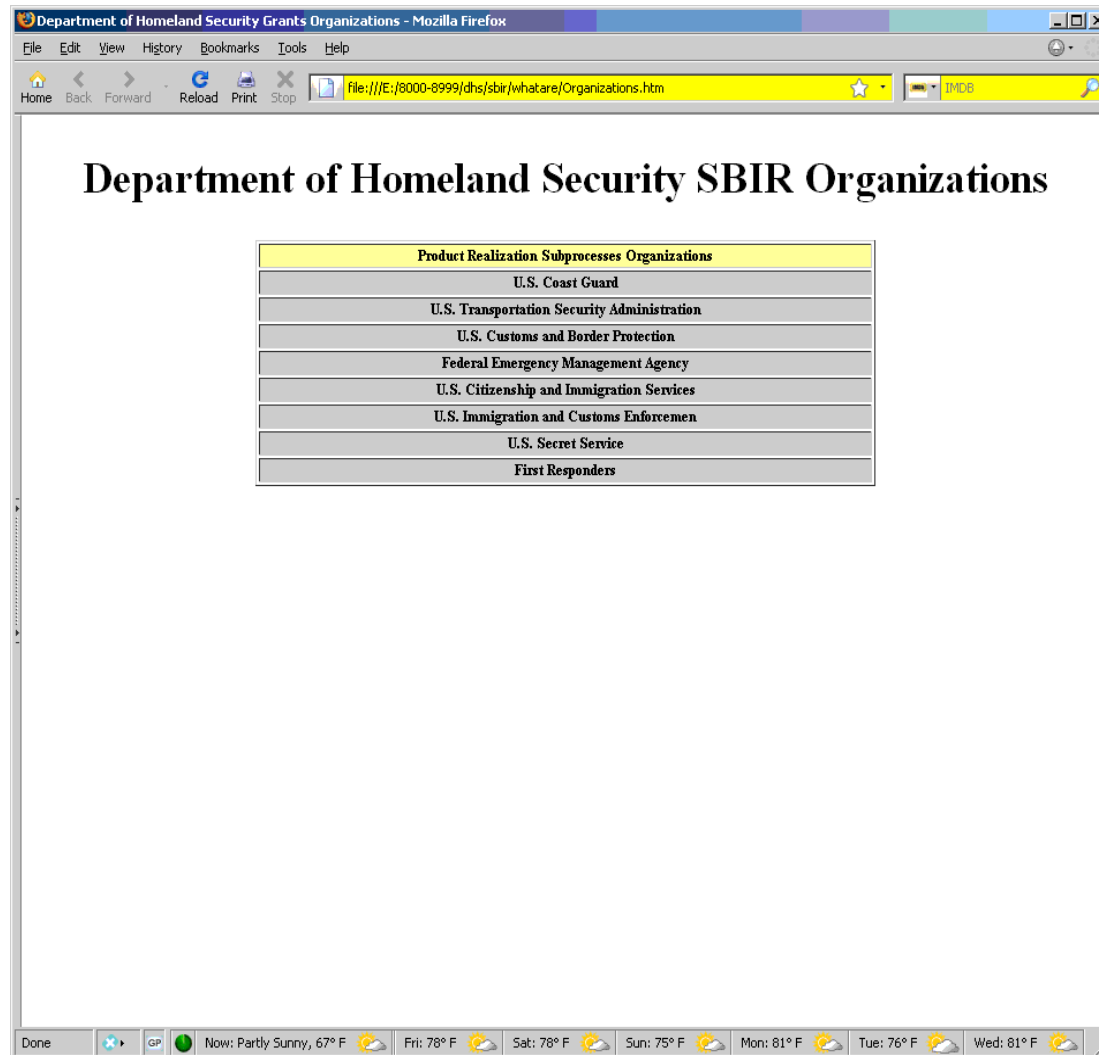 Department of Homeland Security Grants Organizations - Mozilla Firefox
File Edit View History Bookmarks Tools Help
Home Back Forward Reload Print Stop file:///E:/8000-8999/dhs/sbir/whatare/Organizations.htm IMDB
Department of Homeland Security SBIR Organizations
Product Realization Subprocesses Organizations
U.S. Coast Guard
U.S. Transportation Security Administration
U.S. Customs and Border Protection
Federal Emergency Management Agency
U.S. Citizenship and Immigration Services
U.S. Immigration and Customs Enforcemen
U.S. Secret Service
First Responders
Done GP Now: Partly Sunny, 67° F Fri: 78° F Sat: 78° F Sun: 75° F Mon: 81° F Tue: 76° F Wed: 81° F